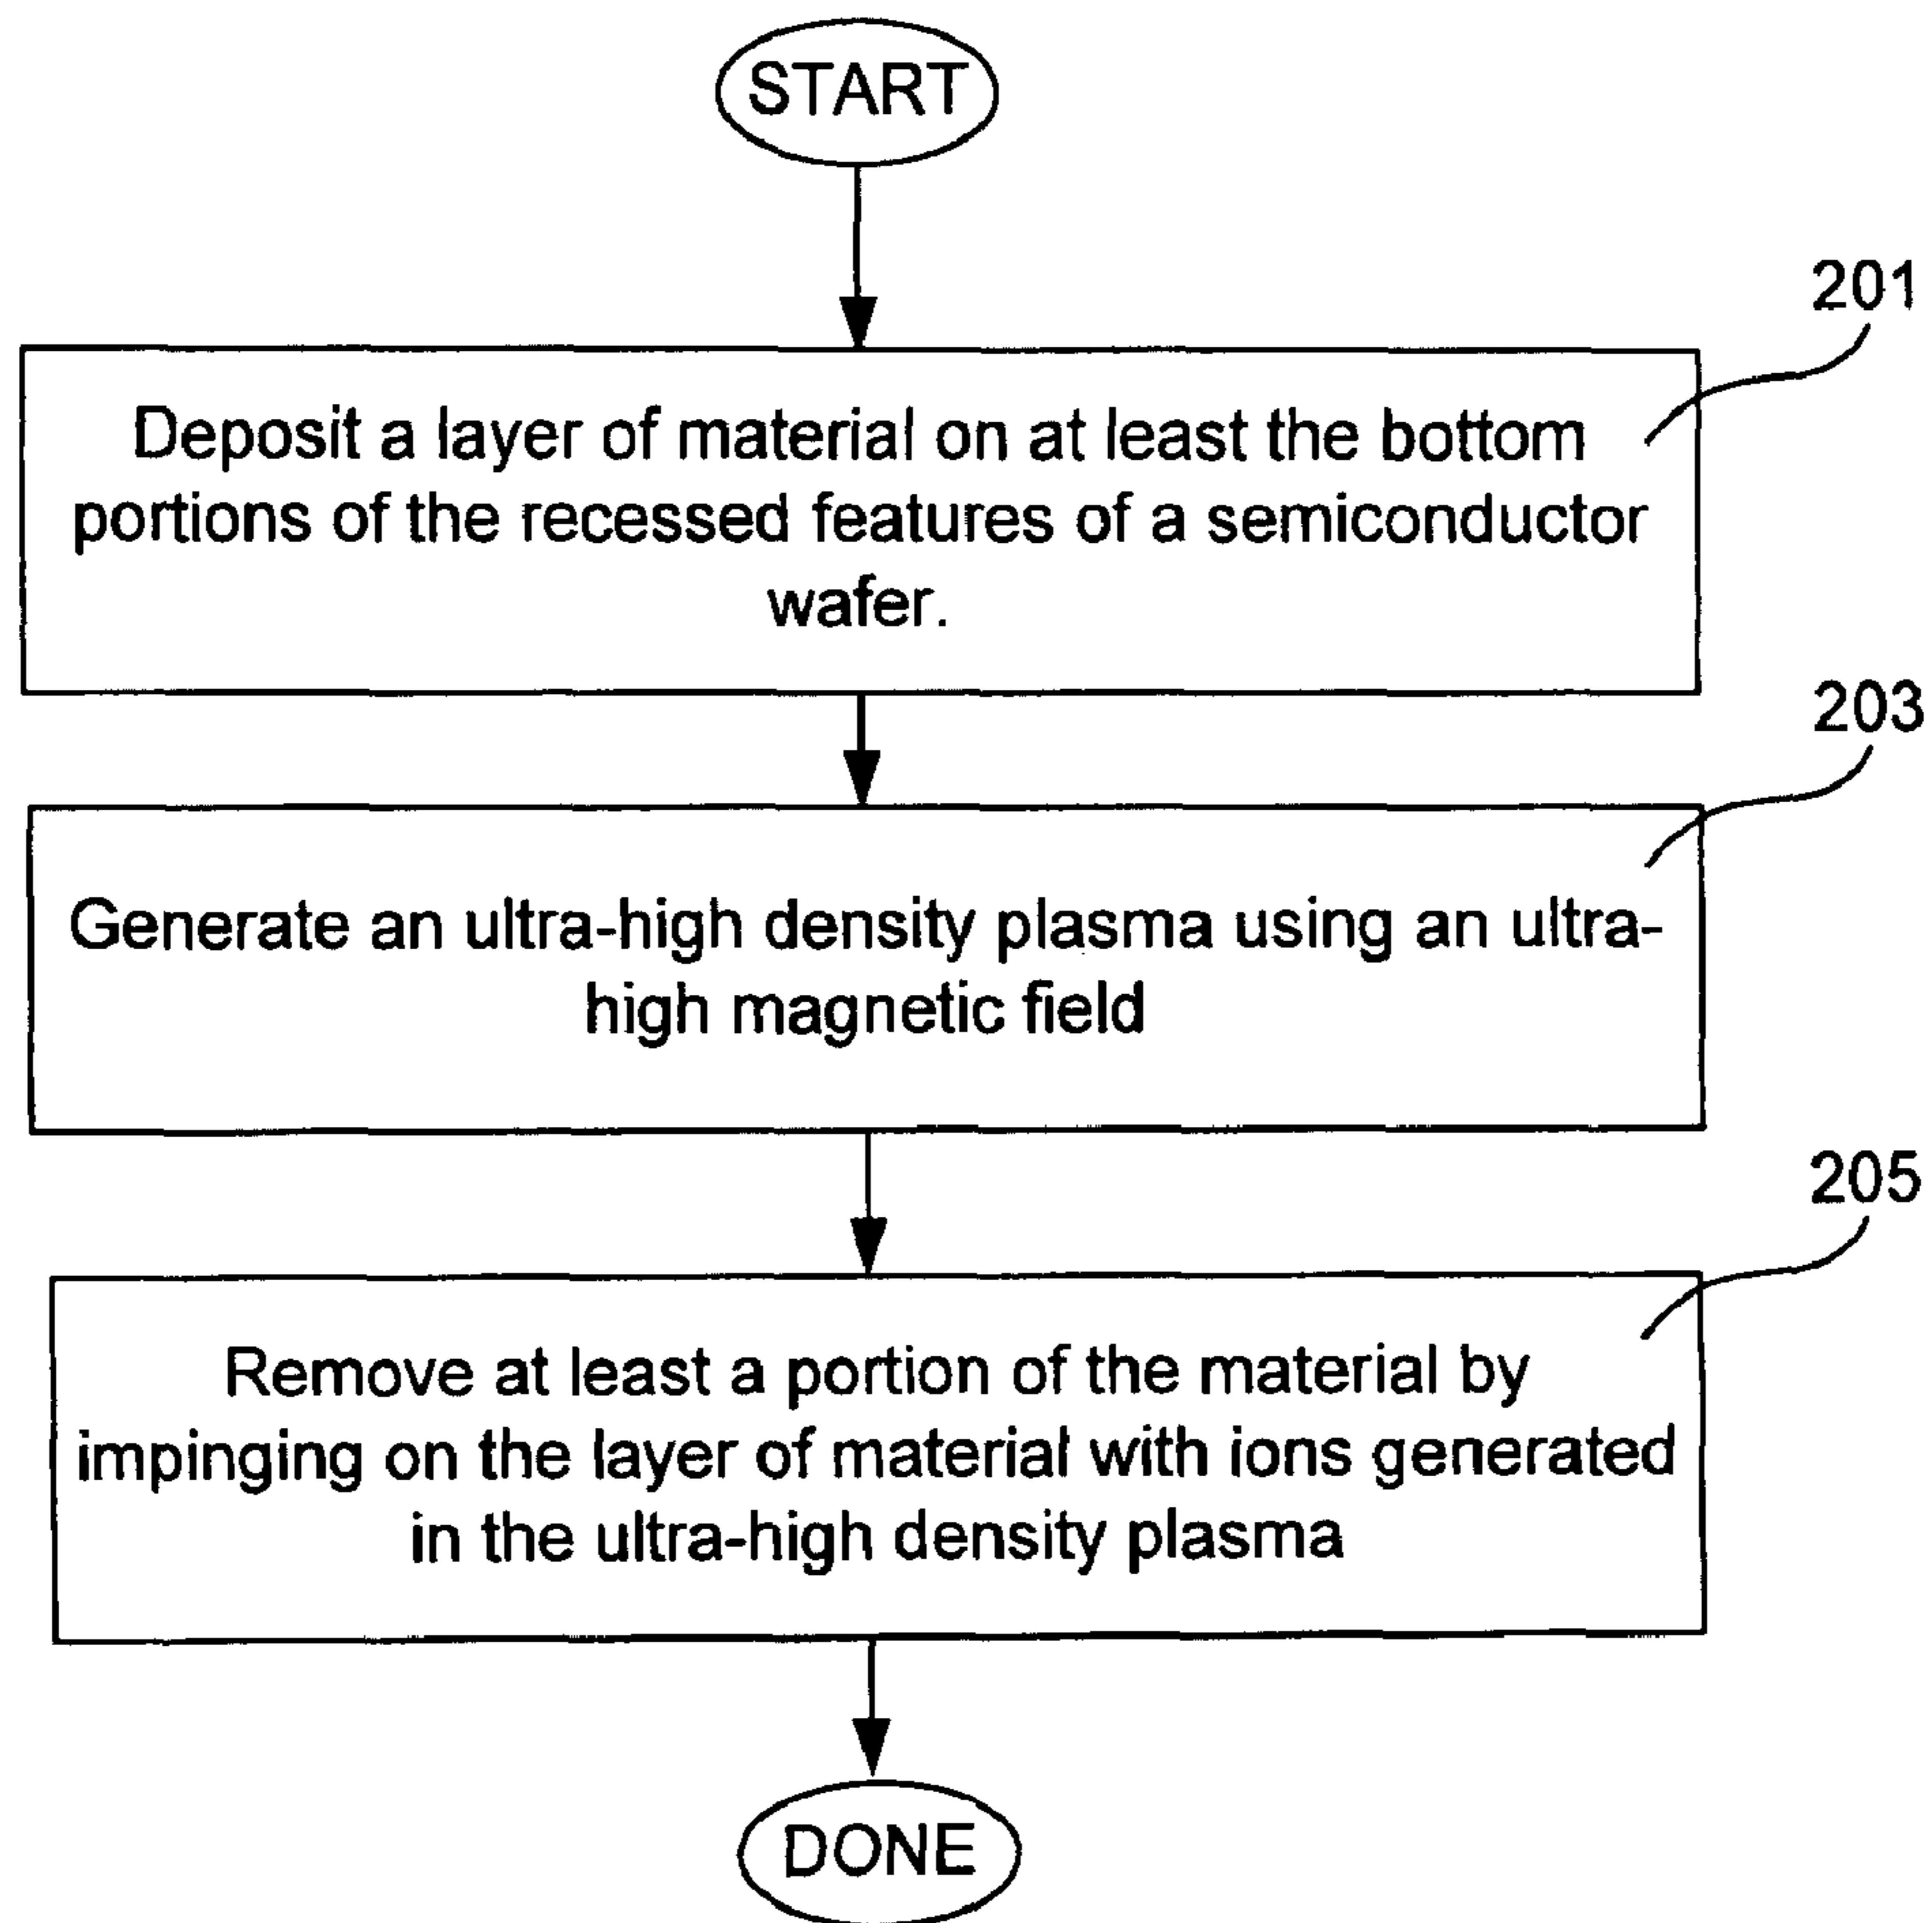 START
201
Deposit a layer of material on at least the bottom
portions of the recessed features of a semiconductor
wafer.
203
Generate an ultra-high density plasma using an ultra-
high magnetic field
205
Remove at least a portion of the material by
impinging on the layer of material with ions generated
in the ultra-high density plasma
DONE